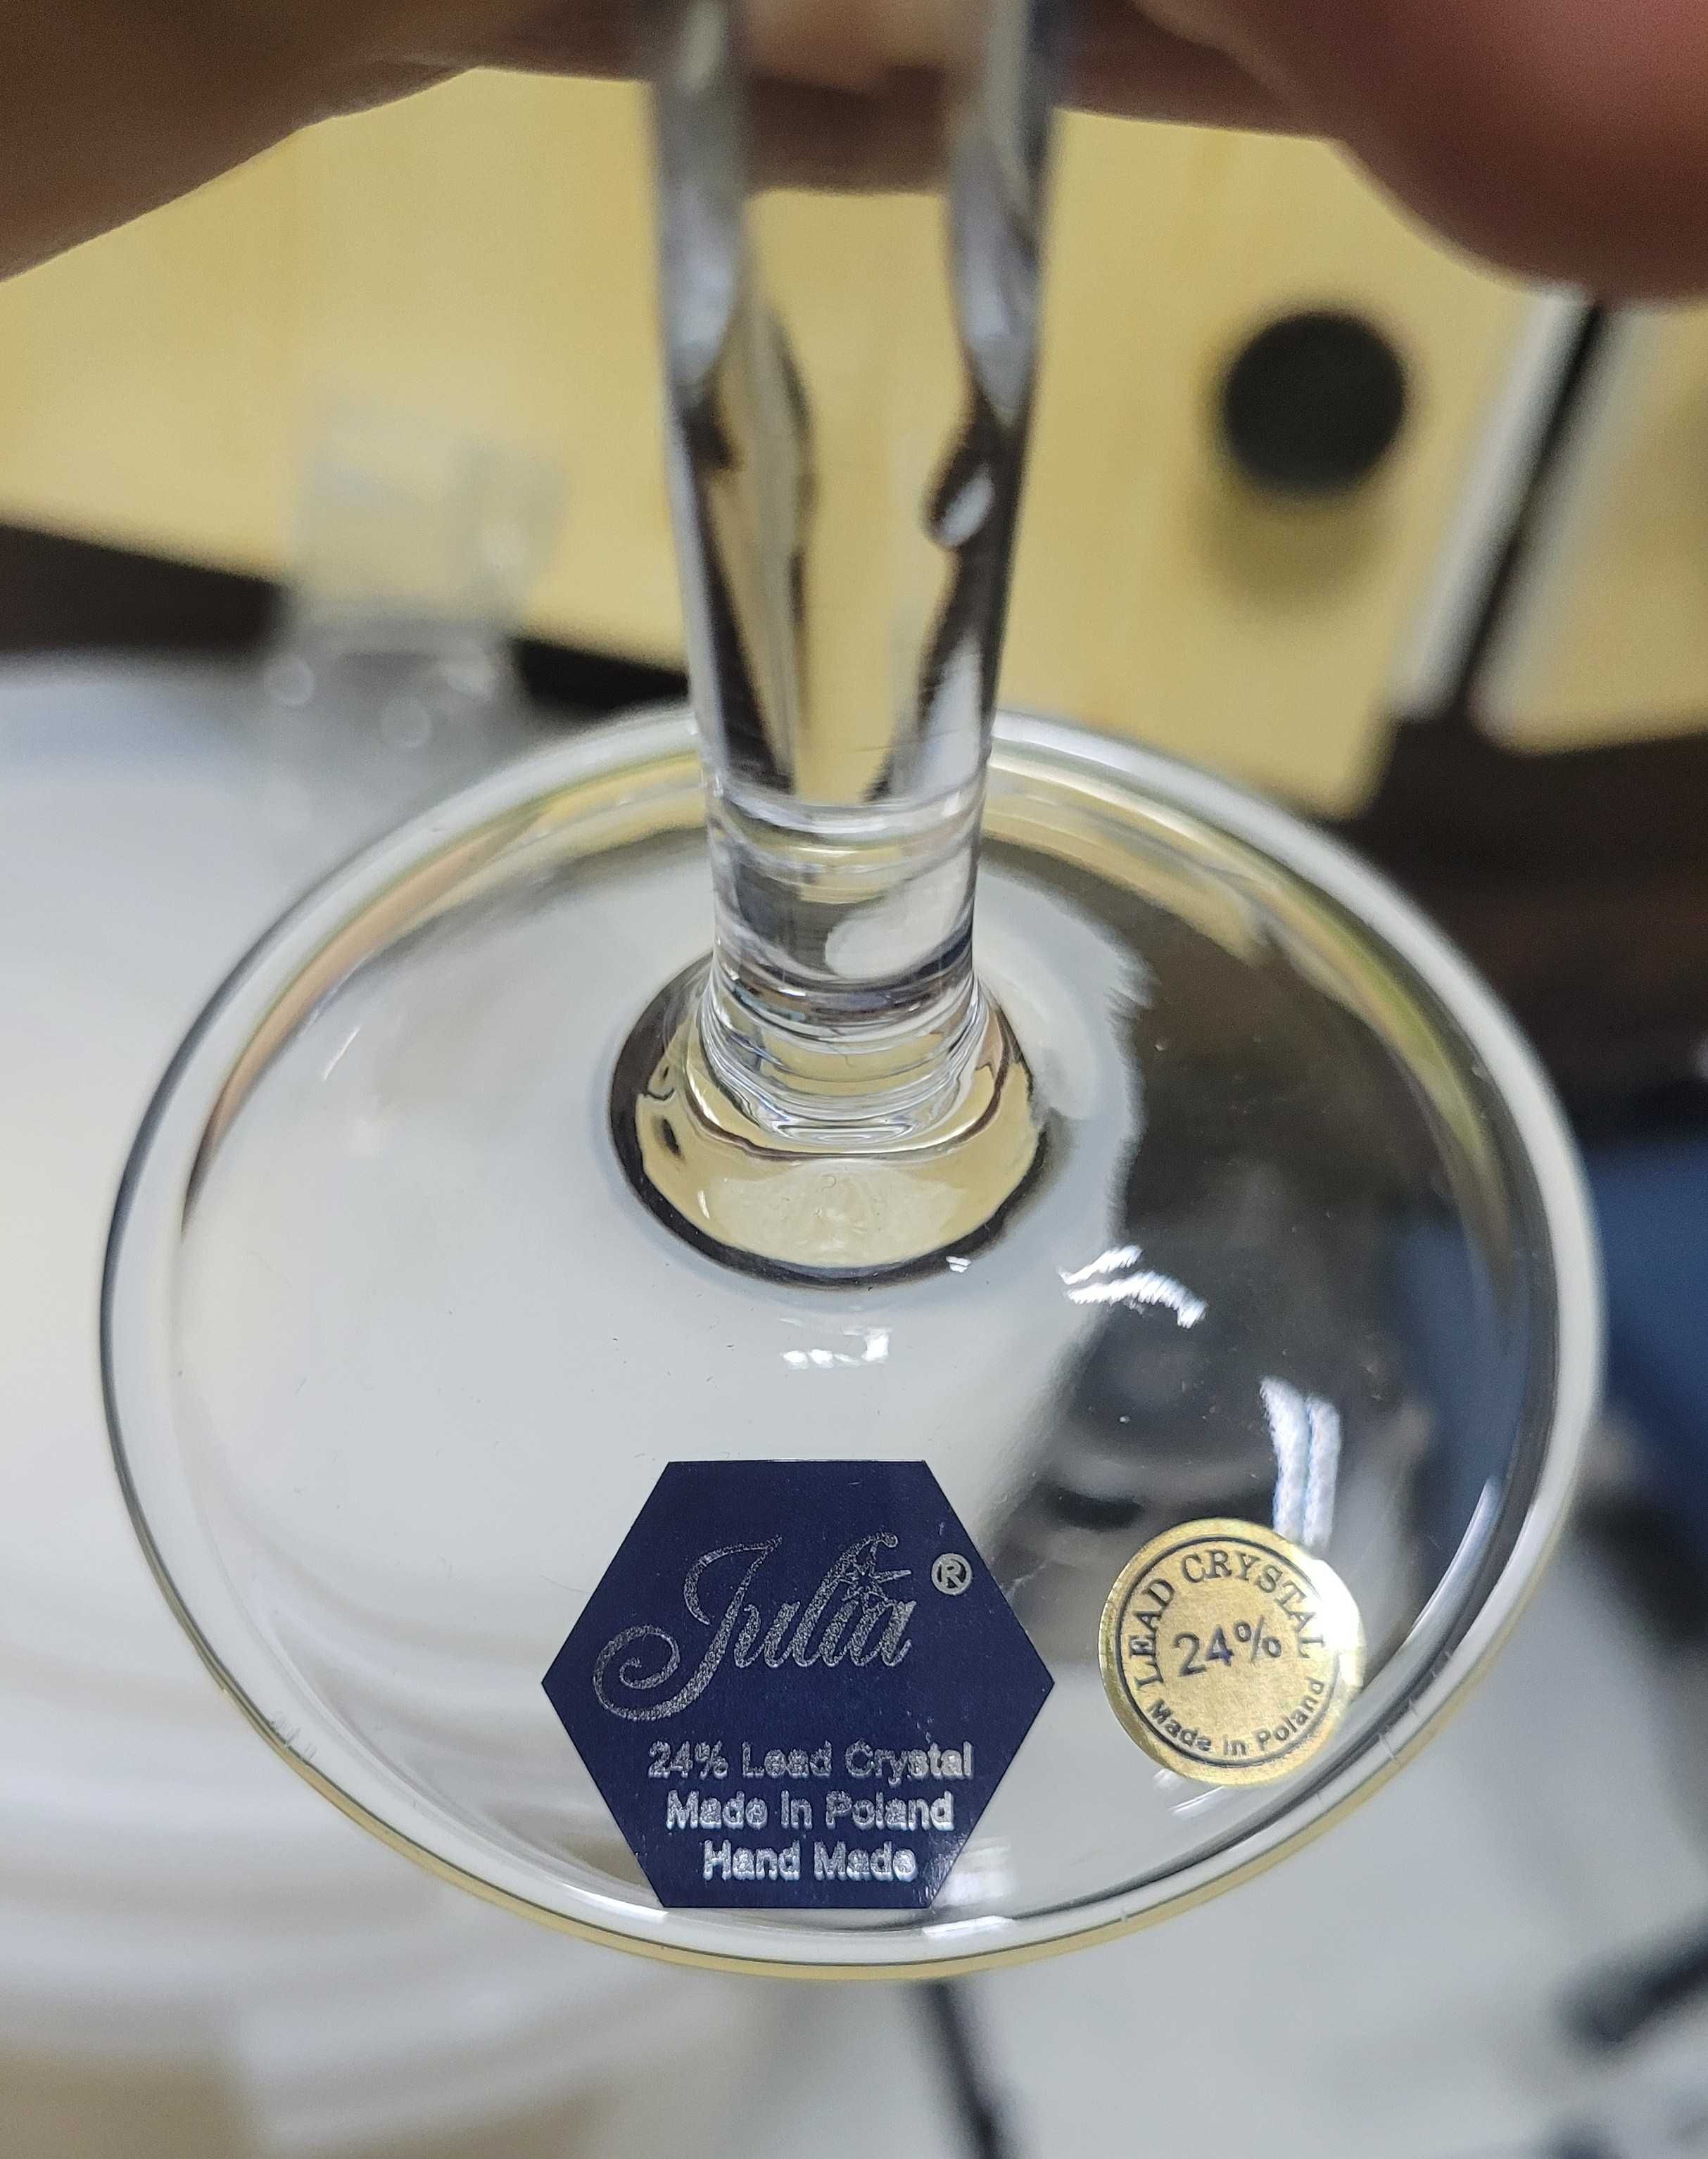 Julia ®
24% Lead Crystal
Made in Poland
Hand Made
LEAD CRYSTAL
24%
Made in Poland